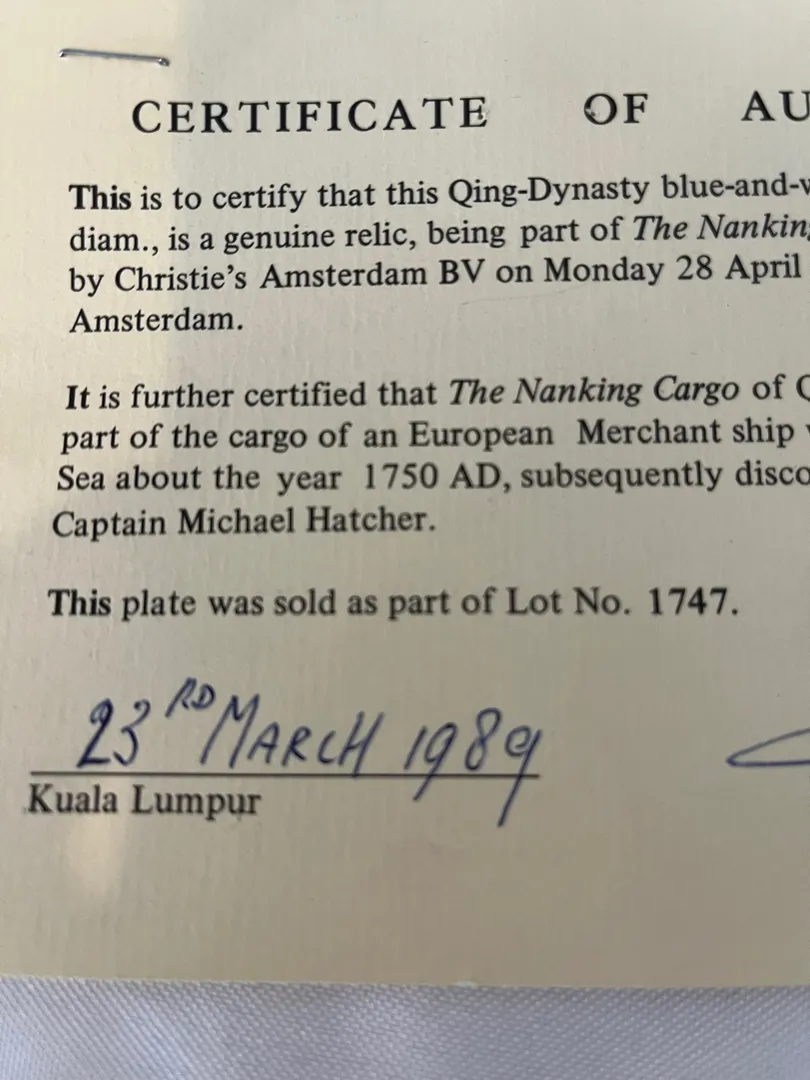 CERTIFICATE OF AU
This is to certify that this Qing-Dynasty blue-and-
diam., is a genuine relic, being part of The Nankin
by Christie's Amsterdam BV on Monday 28 April
Amsterdam.
It is further certified that The Nanking Cargo of
part of the cargo of an European Merchant ship
Sea about the year 1750 AD, subsequently disco
Captain Michael Hatcher.
This plate was sold as part of Lot No. 1747.
23RD MARCH 1989
Kuala Lumpur